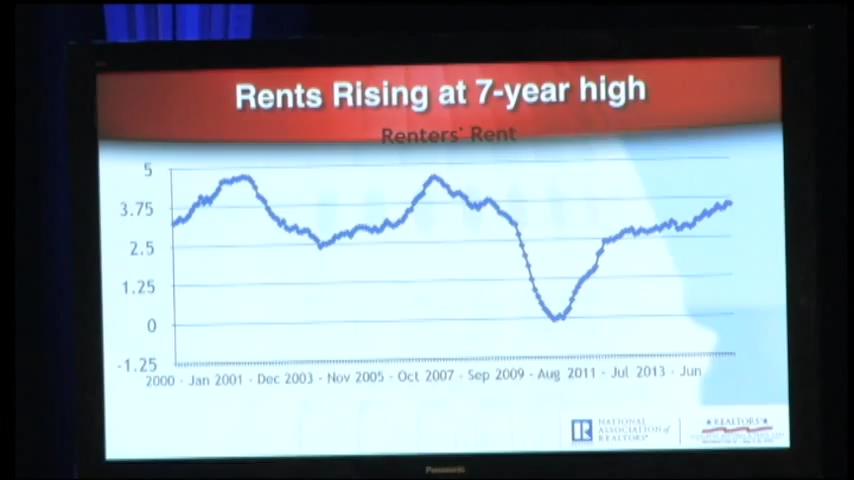 Rents Rising at 7-year high
Renters' Rent
5
3.75
2.5
1.25
0
-1.25
2000 - Jan 2001 - Dec 2003 - Nov 2005 - Oct 2007 - Sep 2009 - Aug 2011 - Jul 2013 - Jun
R
NATIONAL
ASSOCIATION of
REALTORS®
REALTORS®
Panasonic